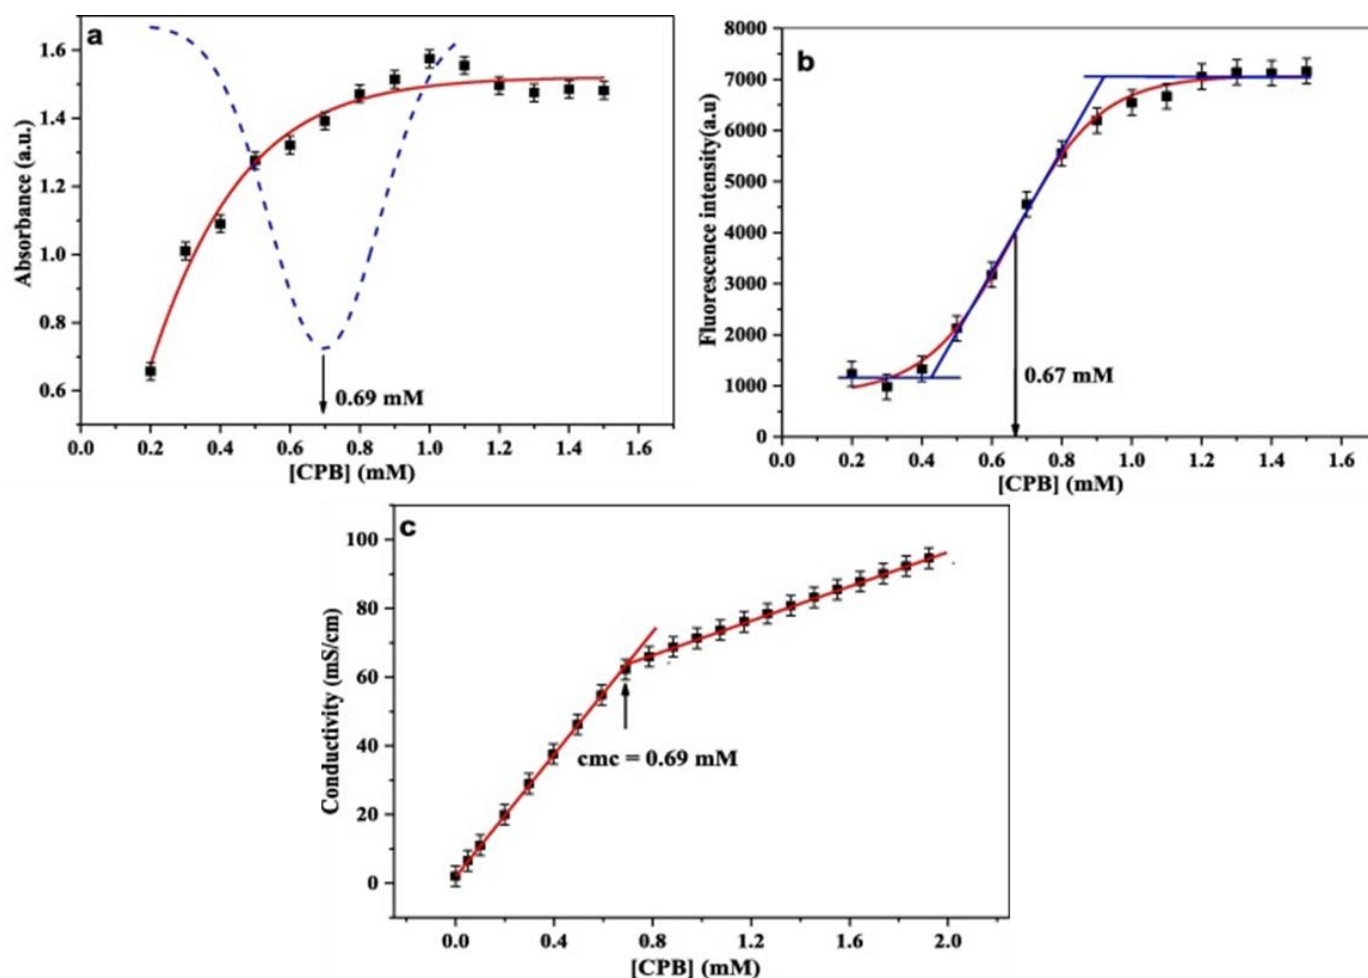 a
Absorbance (a.u.)
1.6
1.4
1.2
1.0
0.8
0.6
0.69 mM
0.0 0.2 0.4 0.6 0.8 1.0 1.2 1.4 1.6
[CPB] (mM)
b
Fluorescence intensity(a.u)
8000
7000
6000
5000
4000
3000
2000
1000
0
0.67 mM
0.0 0.2 0.4 0.6 0.8 1.0 1.2 1.4 1.6
[CPB] (mM)
c
Conductivity (mS/cm)
100
80
60
40
20
0
cmc = 0.69 mM
0.0 0.4 0.8 1.2 1.6 2.0
[CPB] (mM)